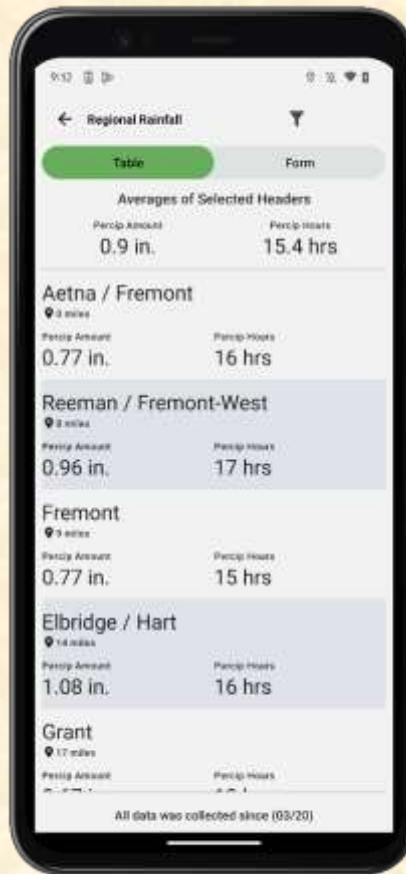 9:12
Regional Rainfall
Table Form
Averages of Selected Headers
Percip Amount Percip Hours
0.9 in. 15.4 hrs
Aetna / Fremont
0 miles
Percip Amount Percip Hours
0.77 in. 16 hrs
Reeman / Fremont-West
8 miles
Percip Amount Percip Hours
0.96 in. 17 hrs
Fremont
9 miles
Percip Amount Percip Hours
0.77 in. 15 hrs
Elbridge / Hart
14 miles
Percip Amount Percip Hours
1.08 in. 16 hrs
Grant
17 miles
Percip Amount Percip Hours
All data was collected since (03/20)